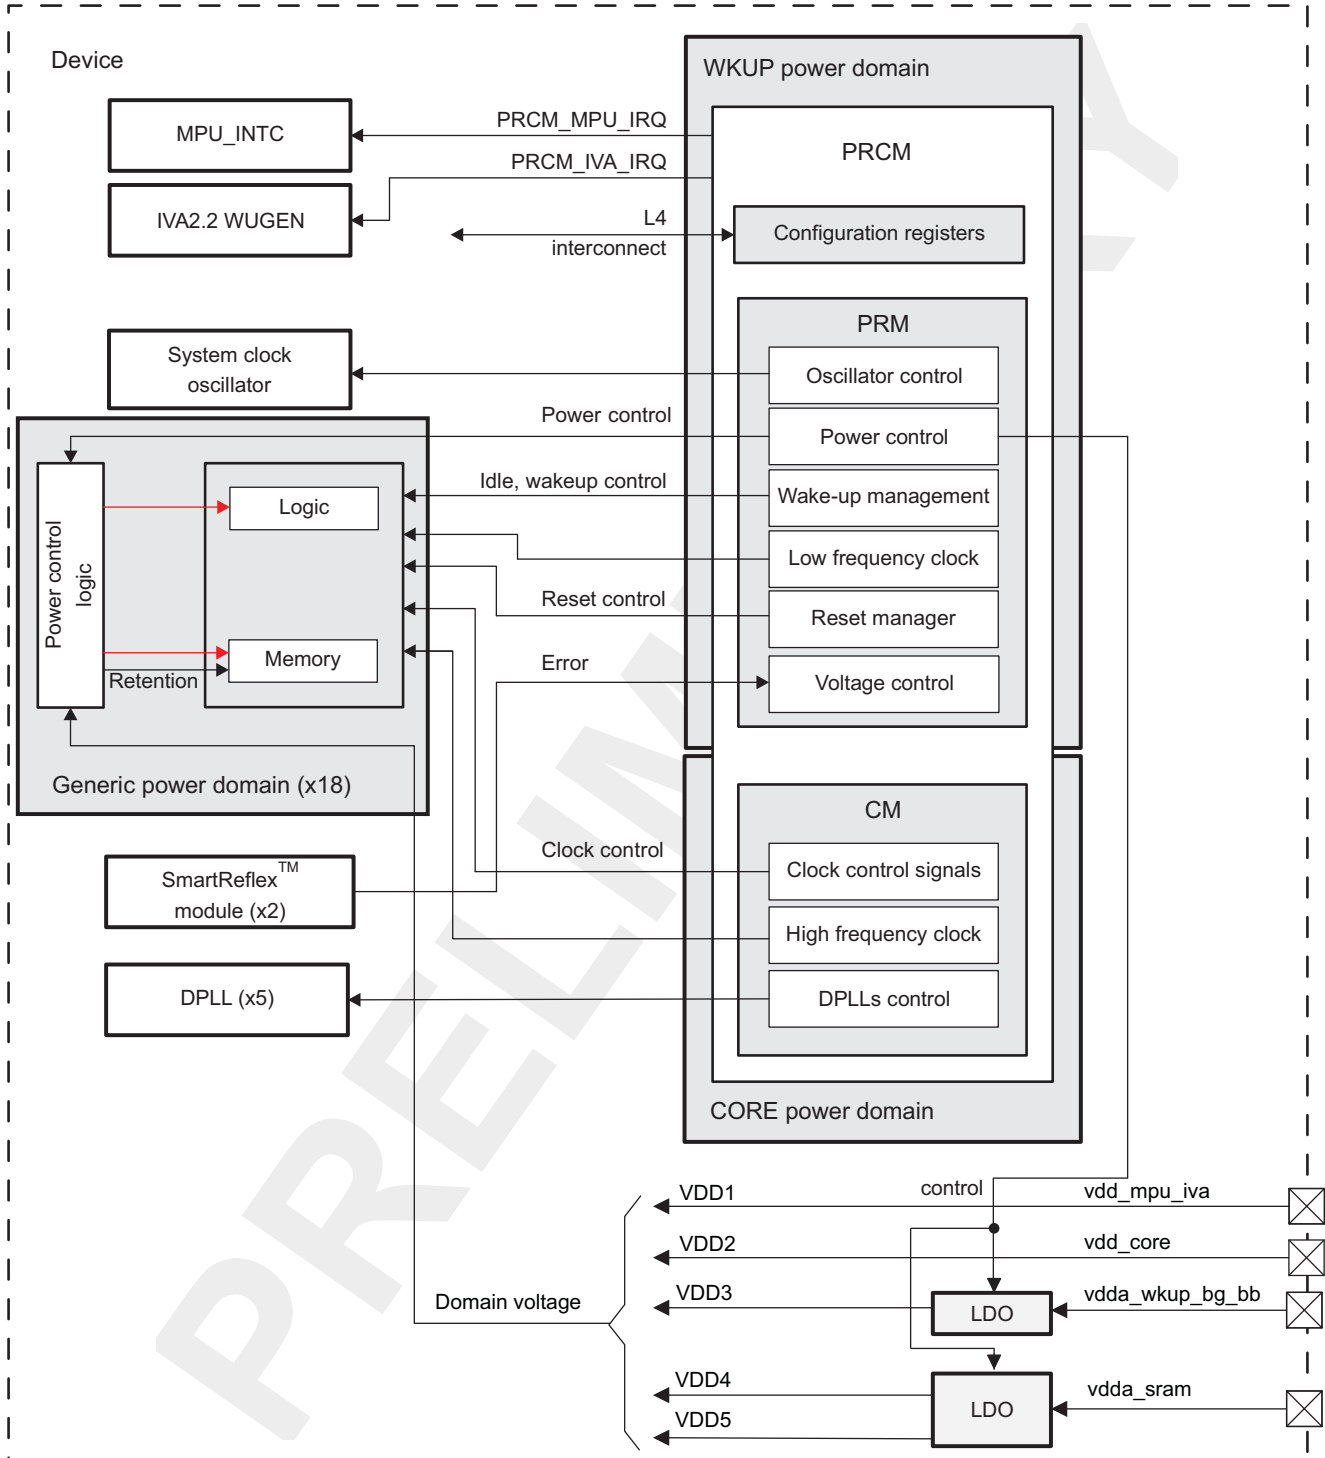 Device
WKUP power domain
MPU_INTC
PRCM_MPU_IRQ
PRCM
PRCM_IVA_IRQ
IVA2.2 WUGEN
L4
interconnect
Configuration registers
PRM
System clock
oscillator
Oscillator control
Power control
Power control
Idle, wakeup control
Wake-up management
Logic
Power control
logic
Low frequency clock
Reset control
Reset manager
Memory
Retention
Error
Voltage control
Generic power domain (x18)
CM
Clock control
Clock control signals
SmartReflex™
module (x2)
High frequency clock
DPLL (x5)
DPLLs control
CORE power domain
VDD1
control
vdd_mpu_iva
VDD2
vdd_core
VDD3
vdda_wkup_bg_bb
Domain voltage
LDO
VDD4
vdda_sram
LDO
VDD5
PRELIMINARY